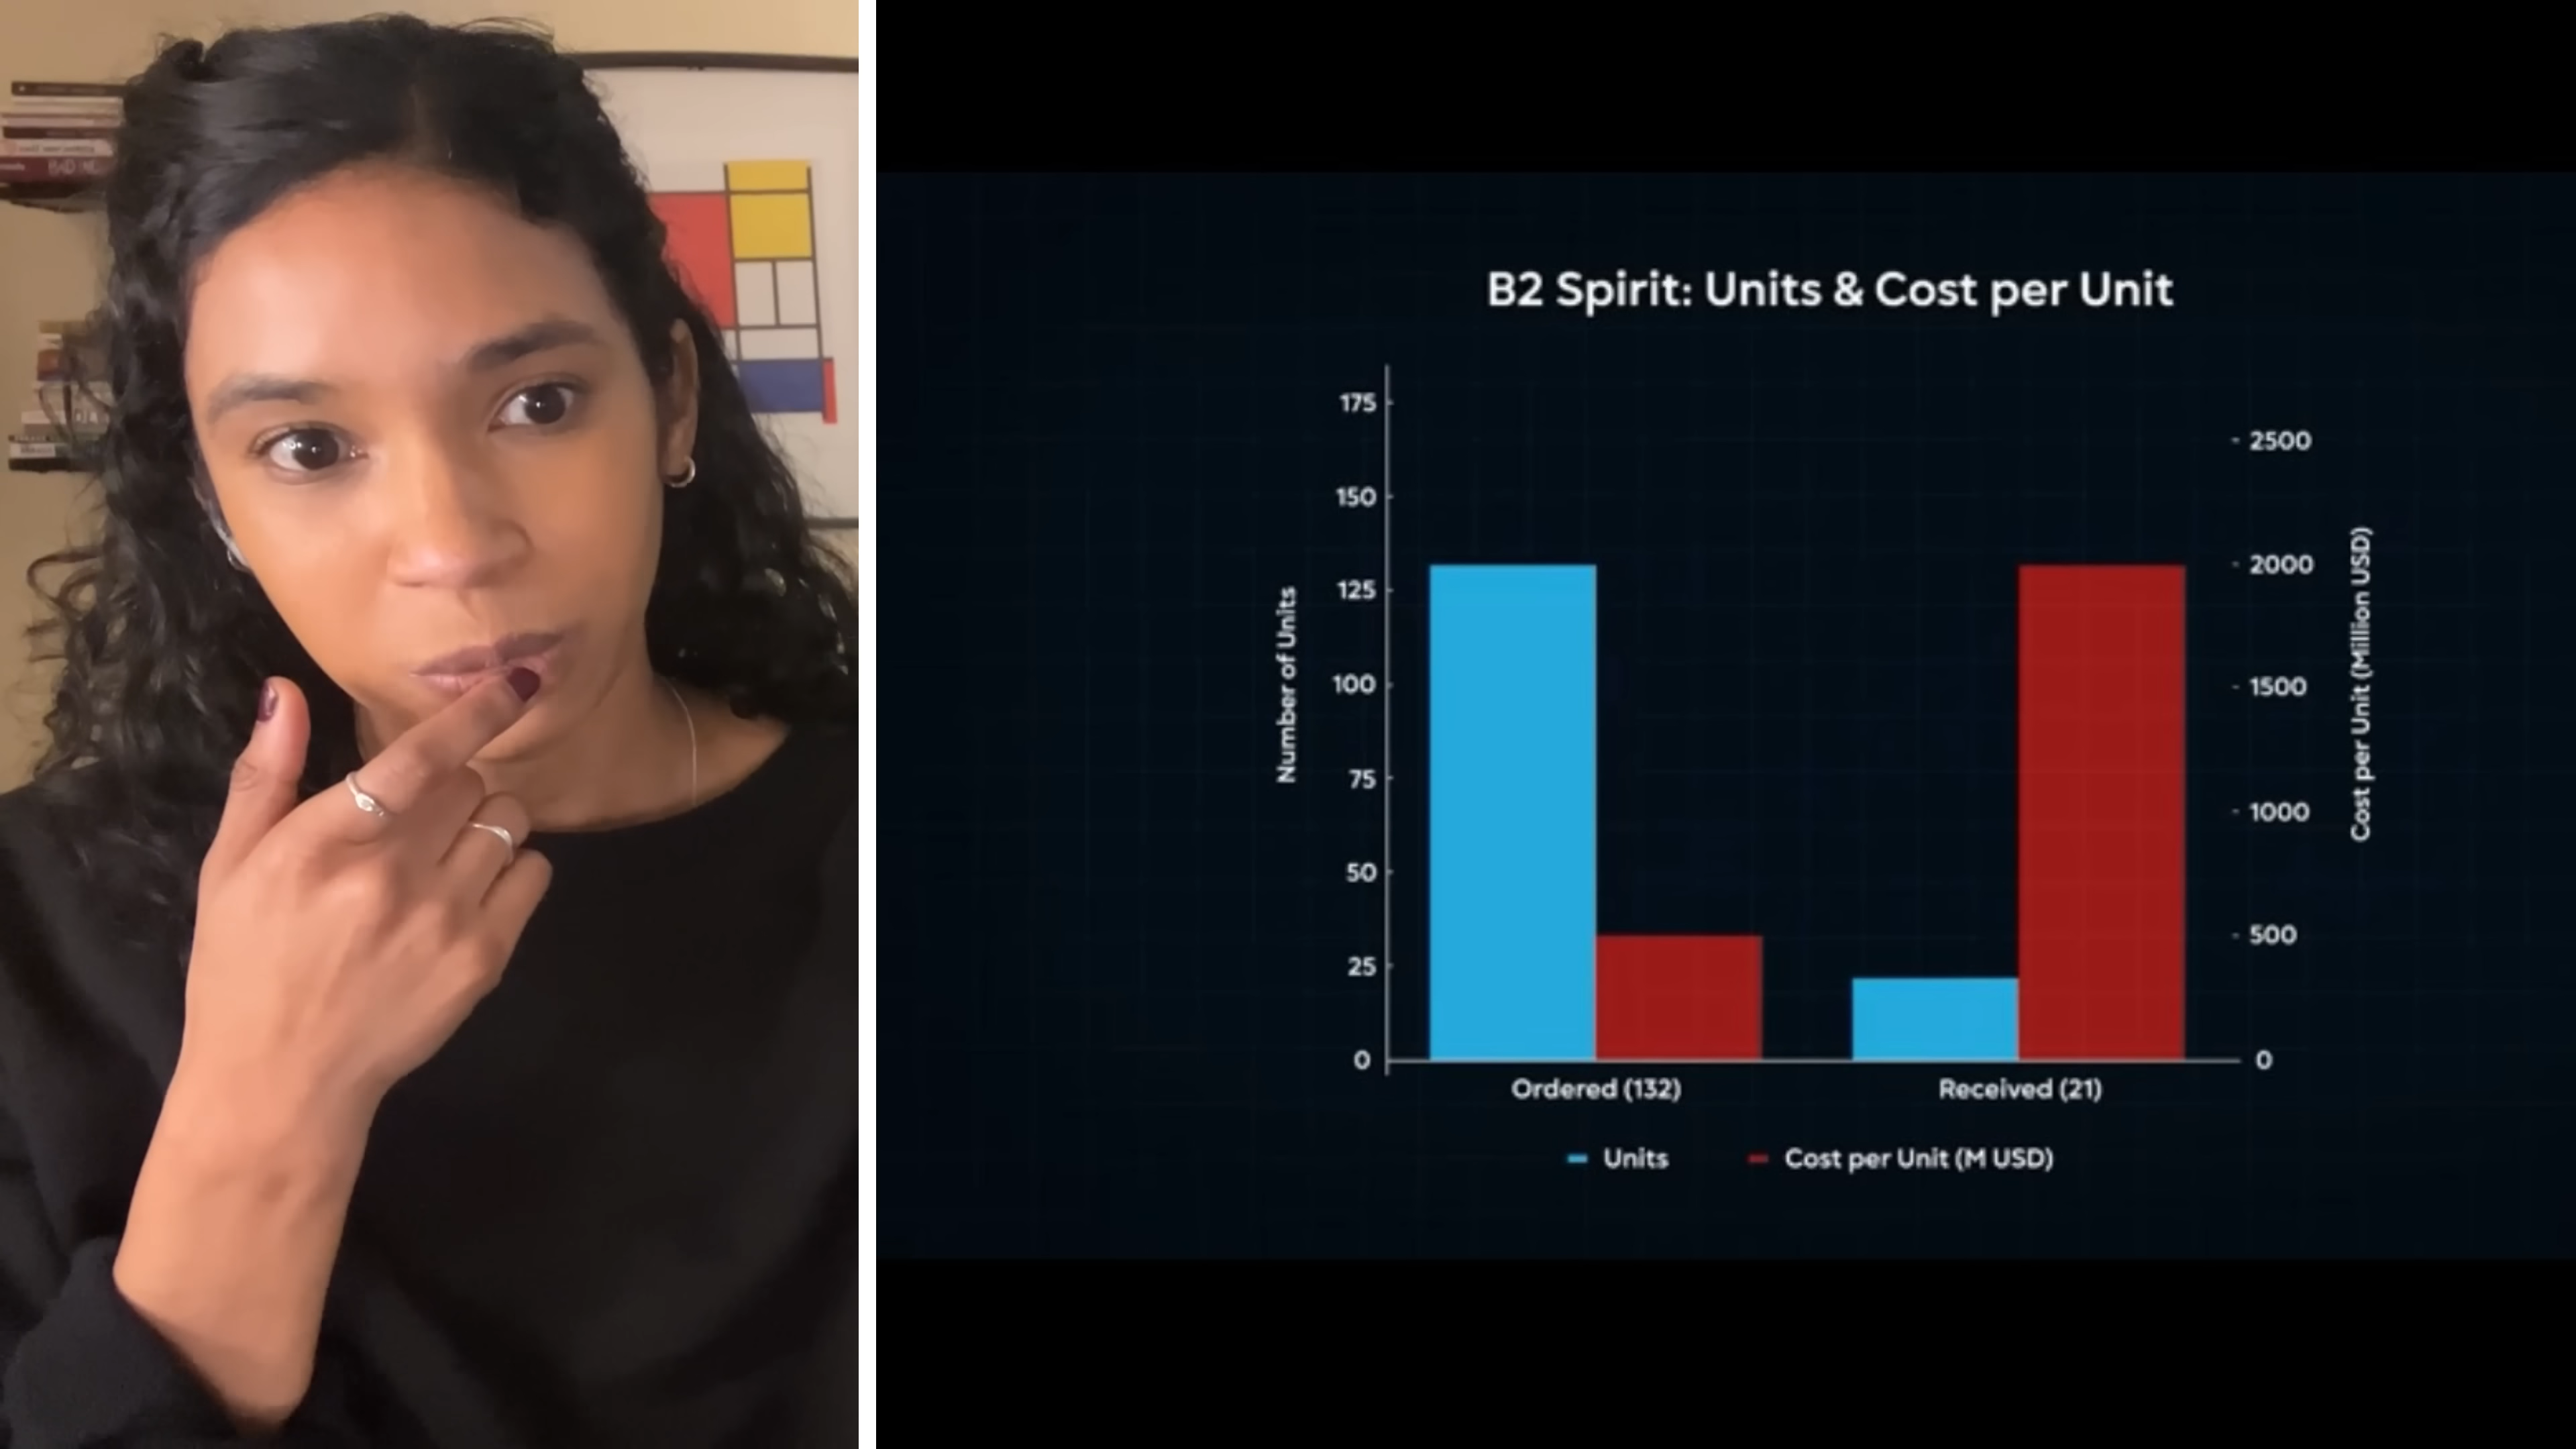 B2 Spirit: Units & Cost per Unit
175
150
125
100
75
50
25
0
Number of Units
2500
2000
1500
1000
500
0
Cost per Unit (Million USD)
Ordered (132)
Received (21)
Units
Cost per Unit (M USD)